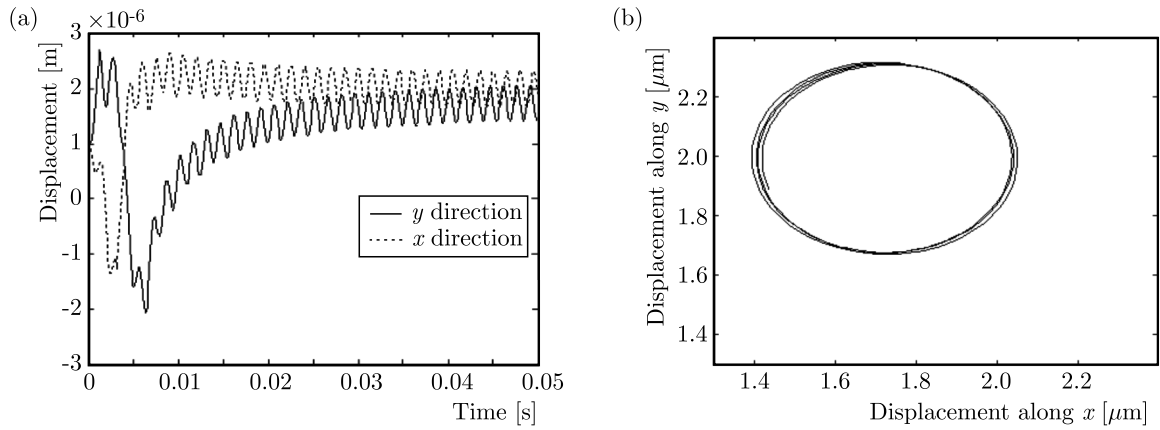 (a)
3 ×10⁻⁶
2
1
0
-1
-2
-3
Displacement [m]
y direction
x direction
0 0.01 0.02 0.03 0.04 0.05
Time [s]
(b)
2.2
2.0
1.8
1.6
1.4
Displacement along y [μm]
1.4 1.6 1.8 2.0 2.2
Displacement along x [μm]